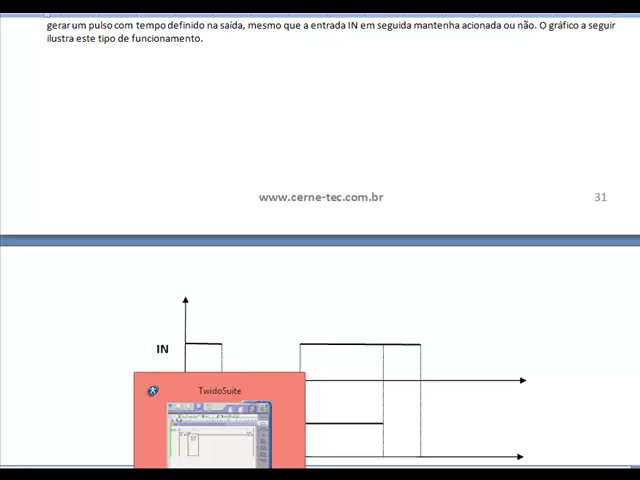 gerar um pulso com tempo definido na saída, mesmo que a entrada IN em seguida mantenha acionada ou não. O gráfico a seguir
ilustra este tipo de funcionamento.
www.cerne-tec.com.br
31
IN
TwidoSuite